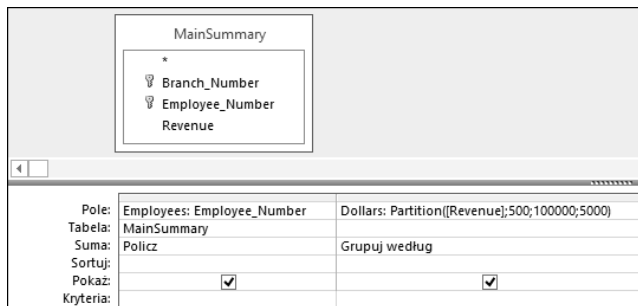 MainSummary
*
Branch_Number
Employee_Number
Revenue
Pole: Employees: Employee_Number Dollars: Partition([Revenue];500;100000;5000)
Tabela: MainSummary
Suma: Policz Grupuj według
Sortuj:
Pokaż:
Kryteria: